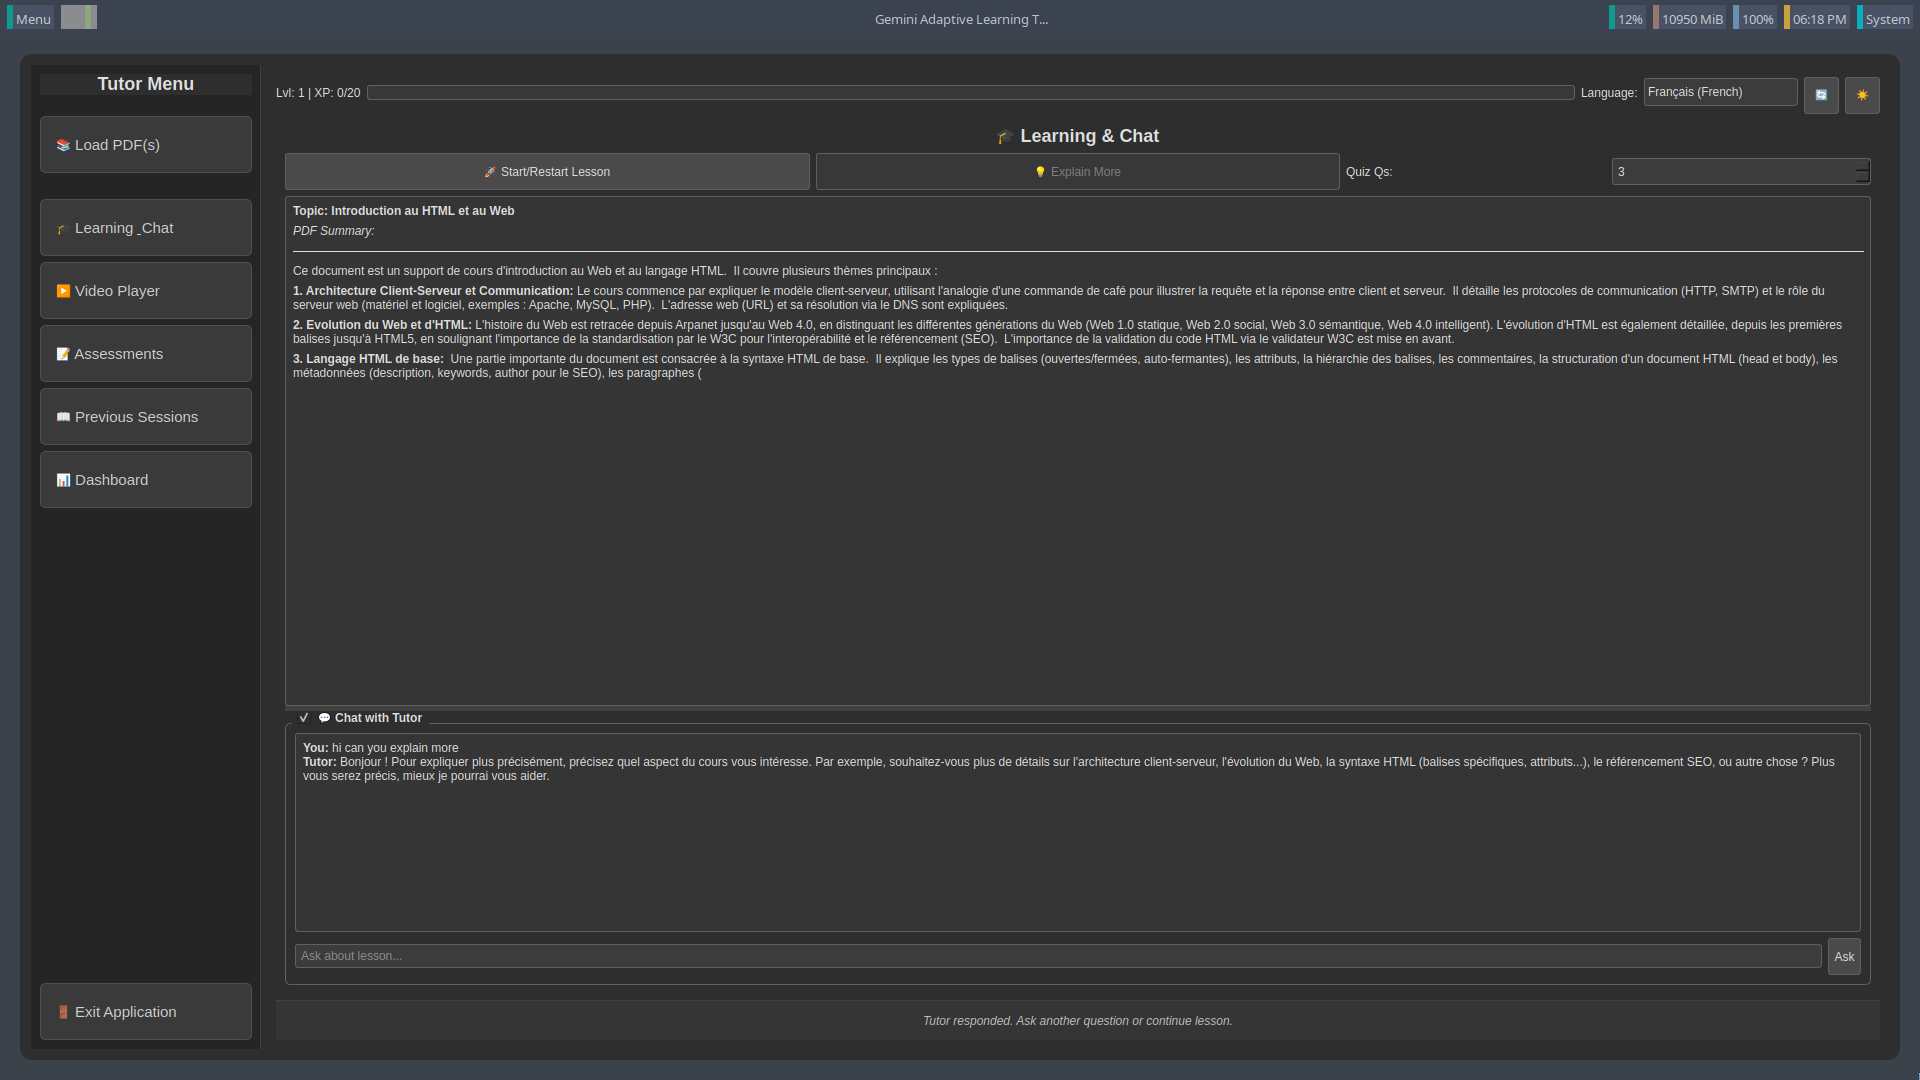 Menu
Gemini Adaptive Learning T...
12% 10950 MiB 100% 06:18 PM System
Tutor Menu
Load PDF(s)
Learning _Chat
Video Player
Assessments
Previous Sessions
Dashboard
Exit Application
Lvl: 1 | XP: 0/20
Language: Français (French)
Learning & Chat
Start/Restart Lesson
Explain More
Quiz Qs: 3
Topic: Introduction au HTML et au Web
PDF Summary:
Ce document est un support de cours d'introduction au Web et au langage HTML. Il couvre plusieurs thèmes principaux :
1. Architecture Client-Serveur et Communication: Le cours commence par expliquer le modèle client-serveur, utilisant l'analogie d'une commande de café pour illustrer la requête et la réponse entre client et serveur. Il détaille les protocoles de communication (HTTP, SMTP) et le rôle du
serveur web (matériel et logiciel, exemples : Apache, MySQL, PHP). L'adresse web (URL) et sa résolution via le DNS sont expliquées.
2. Evolution du Web et d'HTML: L'histoire du Web est retracée depuis Arpanet jusqu'au Web 4.0, en distinguant les différentes générations du Web (Web 1.0 statique, Web 2.0 social, Web 3.0 sémantique, Web 4.0 intelligent). L'évolution d'HTML est également détaillée, depuis les premières
balises jusqu'à HTML5, en soulignant l'importance de la standardisation par le W3C pour l'interopérabilité et le référencement (SEO). L'importance de la validation du code HTML via le validateur W3C est mise en avant.
3. Langage HTML de base: Une partie importante du document est consacrée à la syntaxe HTML de base. Il explique les types de balises (ouvertes/fermées, auto-fermantes), les attributs, la hiérarchie des balises, les commentaires, la structuration d'un document HTML (head et body), les
métadonnées (description, keywords, author pour le SEO), les paragraphes (
Chat with Tutor
You: hi can you explain more
Tutor: Bonjour ! Pour expliquer plus précisément, précisez quel aspect du cours vous intéresse. Par exemple, souhaitez-vous plus de détails sur l'architecture client-serveur, l'évolution du Web, la syntaxe HTML (balises spécifiques, attributs...), le référencement SEO, ou autre chose ? Plus
vous serez précis, mieux je pourrai vous aider.
Ask about lesson...
Ask
Tutor responded. Ask another question or continue lesson.